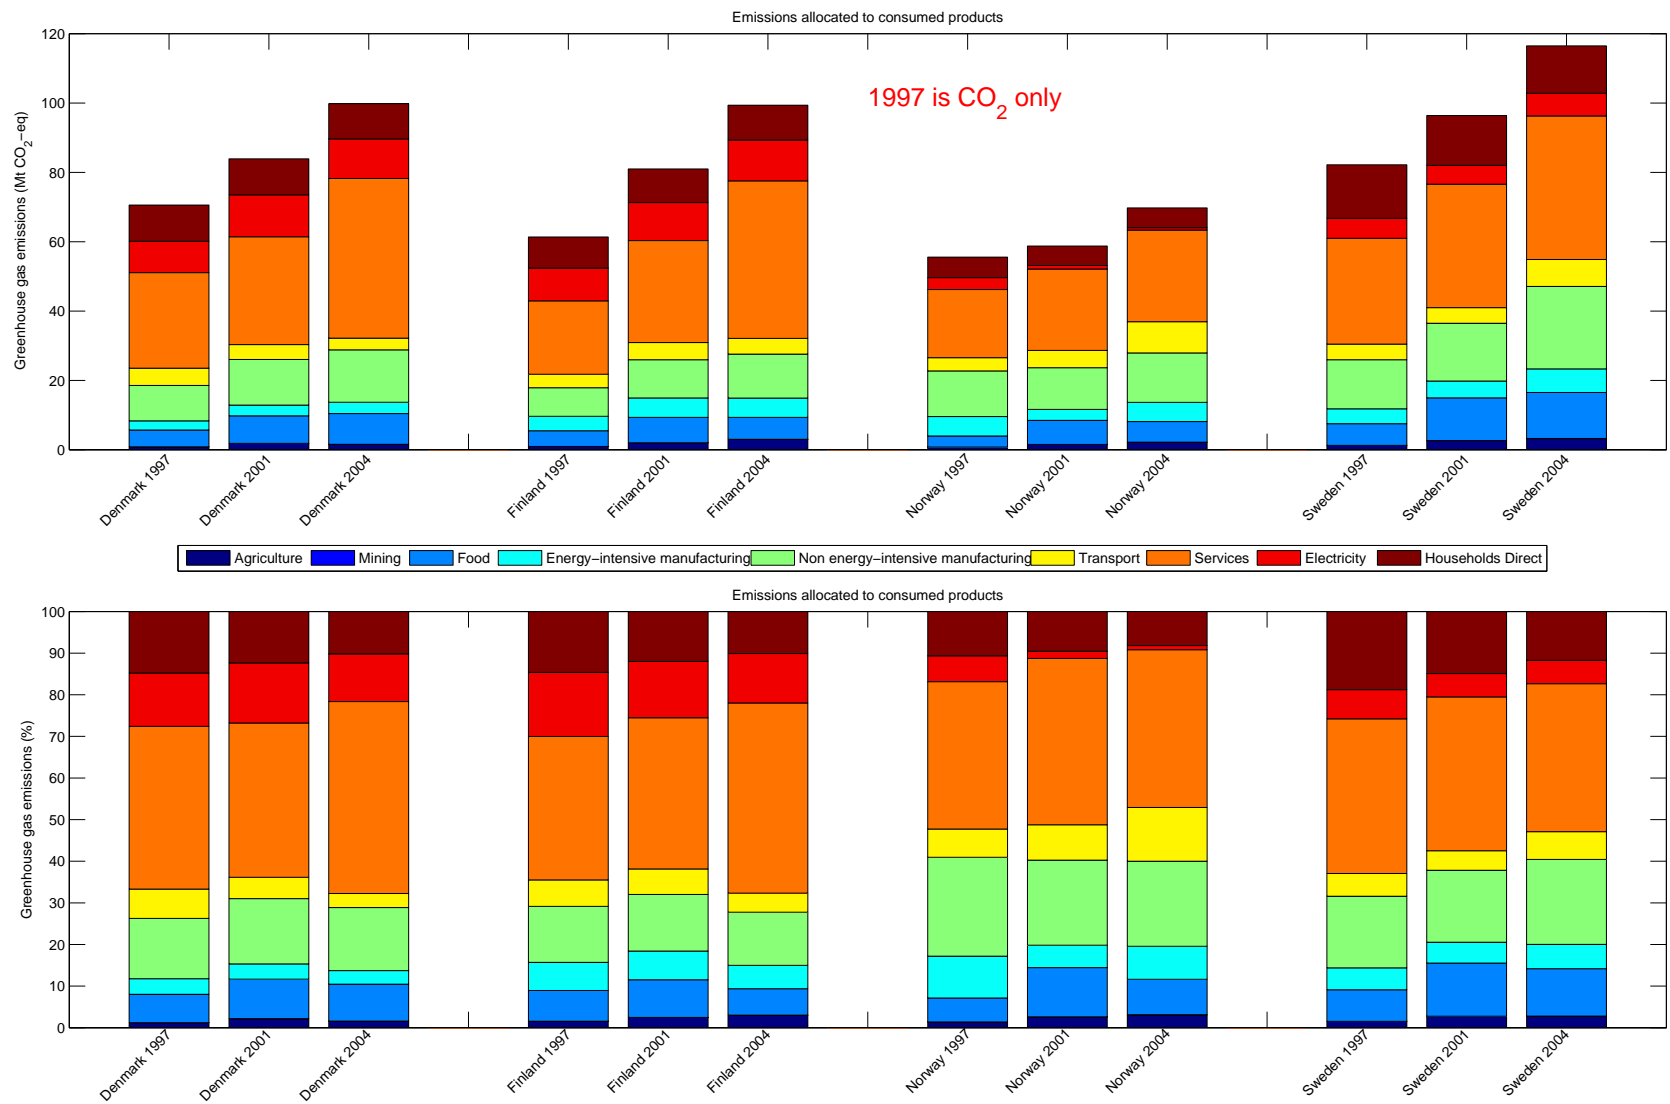 Emissions allocated to consumed products
Greenhouse gas emissions (Mt CO2−eq)
120
100
80
60
40
20
0
1997 is CO2 only
Denmark 1997
Denmark 2001
Denmark 2004
Finland 1997
Finland 2001
Finland 2004
Norway 1997
Norway 2001
Norway 2004
Sweden 1997
Sweden 2001
Sweden 2004
Agriculture Mining Food Energy−intensive manufacturing Non energy−intensive manufacturing Transport Services Electricity Households Direct
Emissions allocated to consumed products
Greenhouse gas emissions (%)
100
90
80
70
60
50
40
30
20
10
0
Denmark 1997
Denmark 2001
Denmark 2004
Finland 1997
Finland 2001
Finland 2004
Norway 1997
Norway 2001
Norway 2004
Sweden 1997
Sweden 2001
Sweden 2004